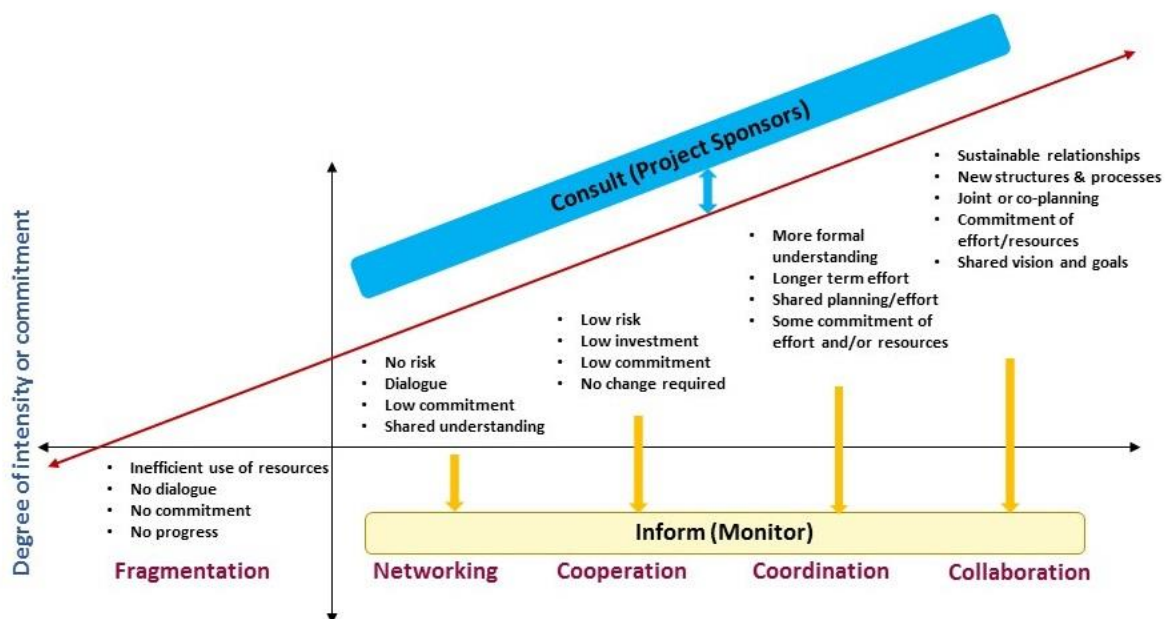 Consult (Project Sponsors)
• Sustainable relationships
• New structures & processes
• Joint or co-planning
• Commitment of
effort/resources
• Shared vision and goals
• More formal
understanding
• Longer term effort
• Shared planning/effort
• Some commitment of
effort and/or resources
• Low risk
• Low investment
• Low commitment
• No change required
• No risk
• Dialogue
• Low commitment
• Shared understanding
Degree of intensity or commitment
• Inefficient use of resources
• No dialogue
• No commitment
• No progress
Inform (Monitor)
Fragmentation
Networking
Cooperation
Coordination
Collaboration